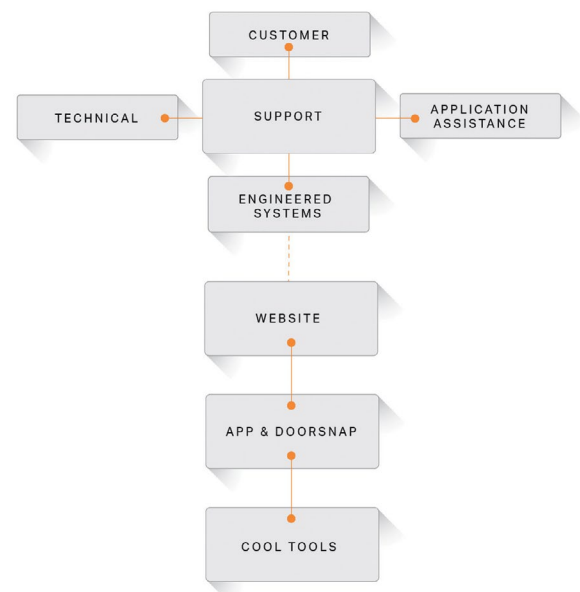 CUSTOMER
TECHNICAL
SUPPORT
APPLICATION
ASSISTANCE
ENGINEERED
SYSTEMS
WEBSITE
APP & DOORSNAP
COOL TOOLS